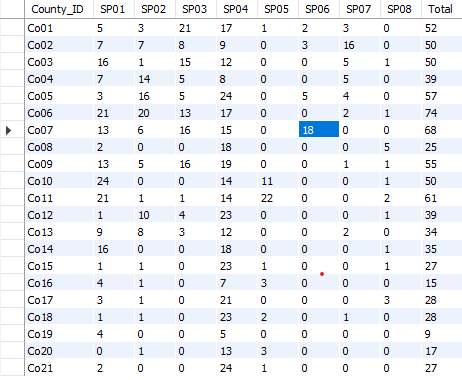 County_ID SP01 SP02 SP03 SP04 SP05 SP06 SP07 SP08 Total
Co01 5 3 21 17 1 2 3 0 52
Co02 7 7 8 9 0 3 16 0 50
Co03 16 1 15 12 0 0 5 1 50
Co04 7 14 5 8 0 0 5 0 39
Co05 3 16 5 24 0 5 4 0 57
Co06 21 20 13 17 0 0 2 1 74
Co07 13 6 16 15 0 18 0 0 68
Co08 2 0 0 18 0 0 0 5 25
Co09 13 5 16 19 0 0 1 1 55
Co10 24 0 0 14 11 0 0 1 50
Co11 21 1 1 14 22 0 0 2 61
Co12 1 10 4 23 0 0 0 1 39
Co13 9 8 3 12 0 0 2 0 34
Co14 16 0 0 18 0 0 0 1 35
Co15 1 1 0 23 1 0 0 1 27
Co16 4 1 0 7 3 0 0 0 15
Co17 3 1 0 21 0 0 0 3 28
Co18 1 1 0 23 2 0 1 0 28
Co19 4 0 0 5 0 0 0 0 9
Co20 0 1 0 13 3 0 0 0 17
Co21 2 0 0 24 1 0 0 0 27